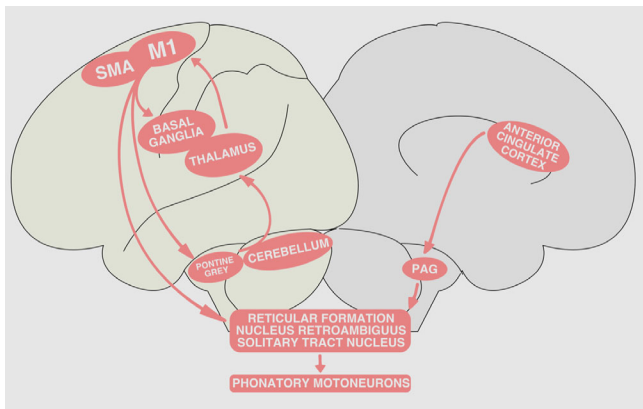 SMA
M1
BASAL
GANGLIA
THALAMUS
ANTERIOR
CINGULATE
CORTEX
PONTINE
GREY
CEREBELLUM
PAG
RETICULAR FORMATION
NUCLEUS RETROAMBIGUUS
SOLITARY TRACT NUCLEUS
PHONATORY MOTONEURONS